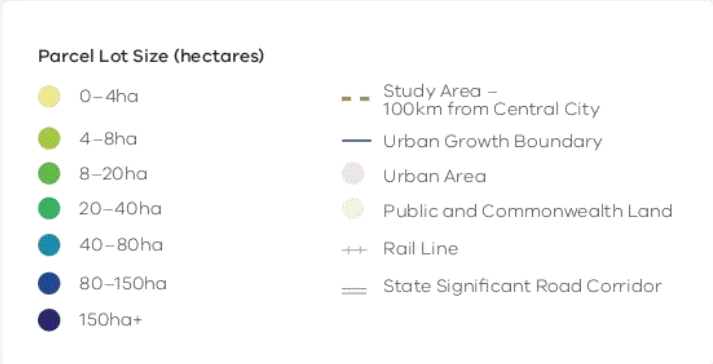 Parcel Lot Size (hectares)
0–4ha
4–8ha
8–20ha
20–40ha
40–80ha
80–150ha
150ha+
Study Area –
100km from Central City
Urban Growth Boundary
Urban Area
Public and Commonwealth Land
Rail Line
State Significant Road Corridor